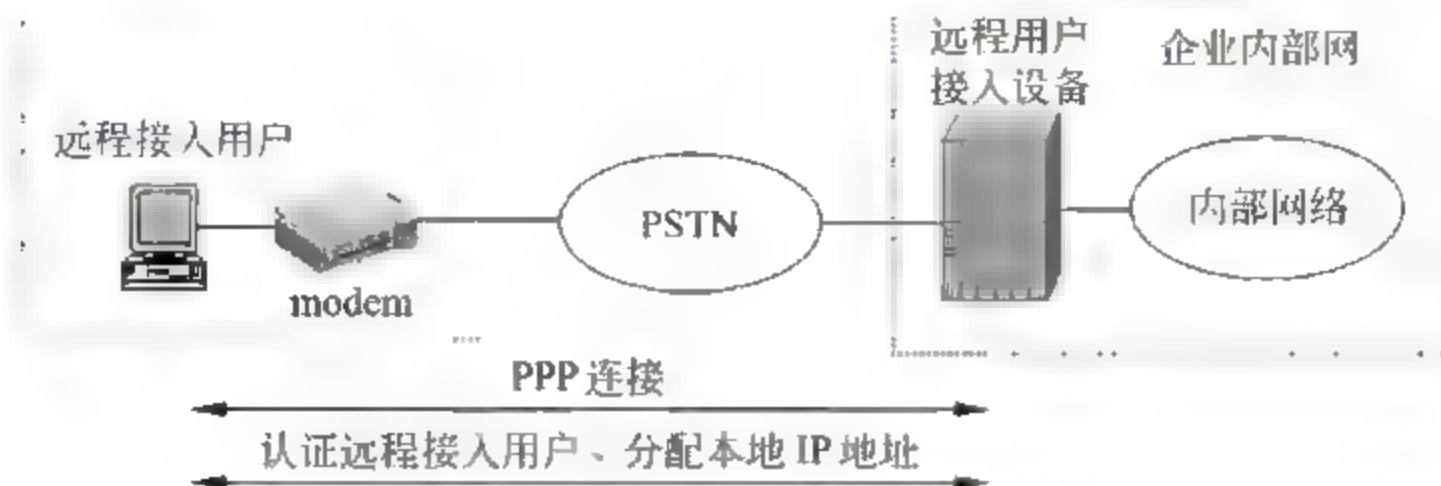 远程用户
接入设备
企业内部网
远程接入用户
PSTN
内部网络
modem
PPP 连接
认证远程接入用户、分配本地 IP 地址